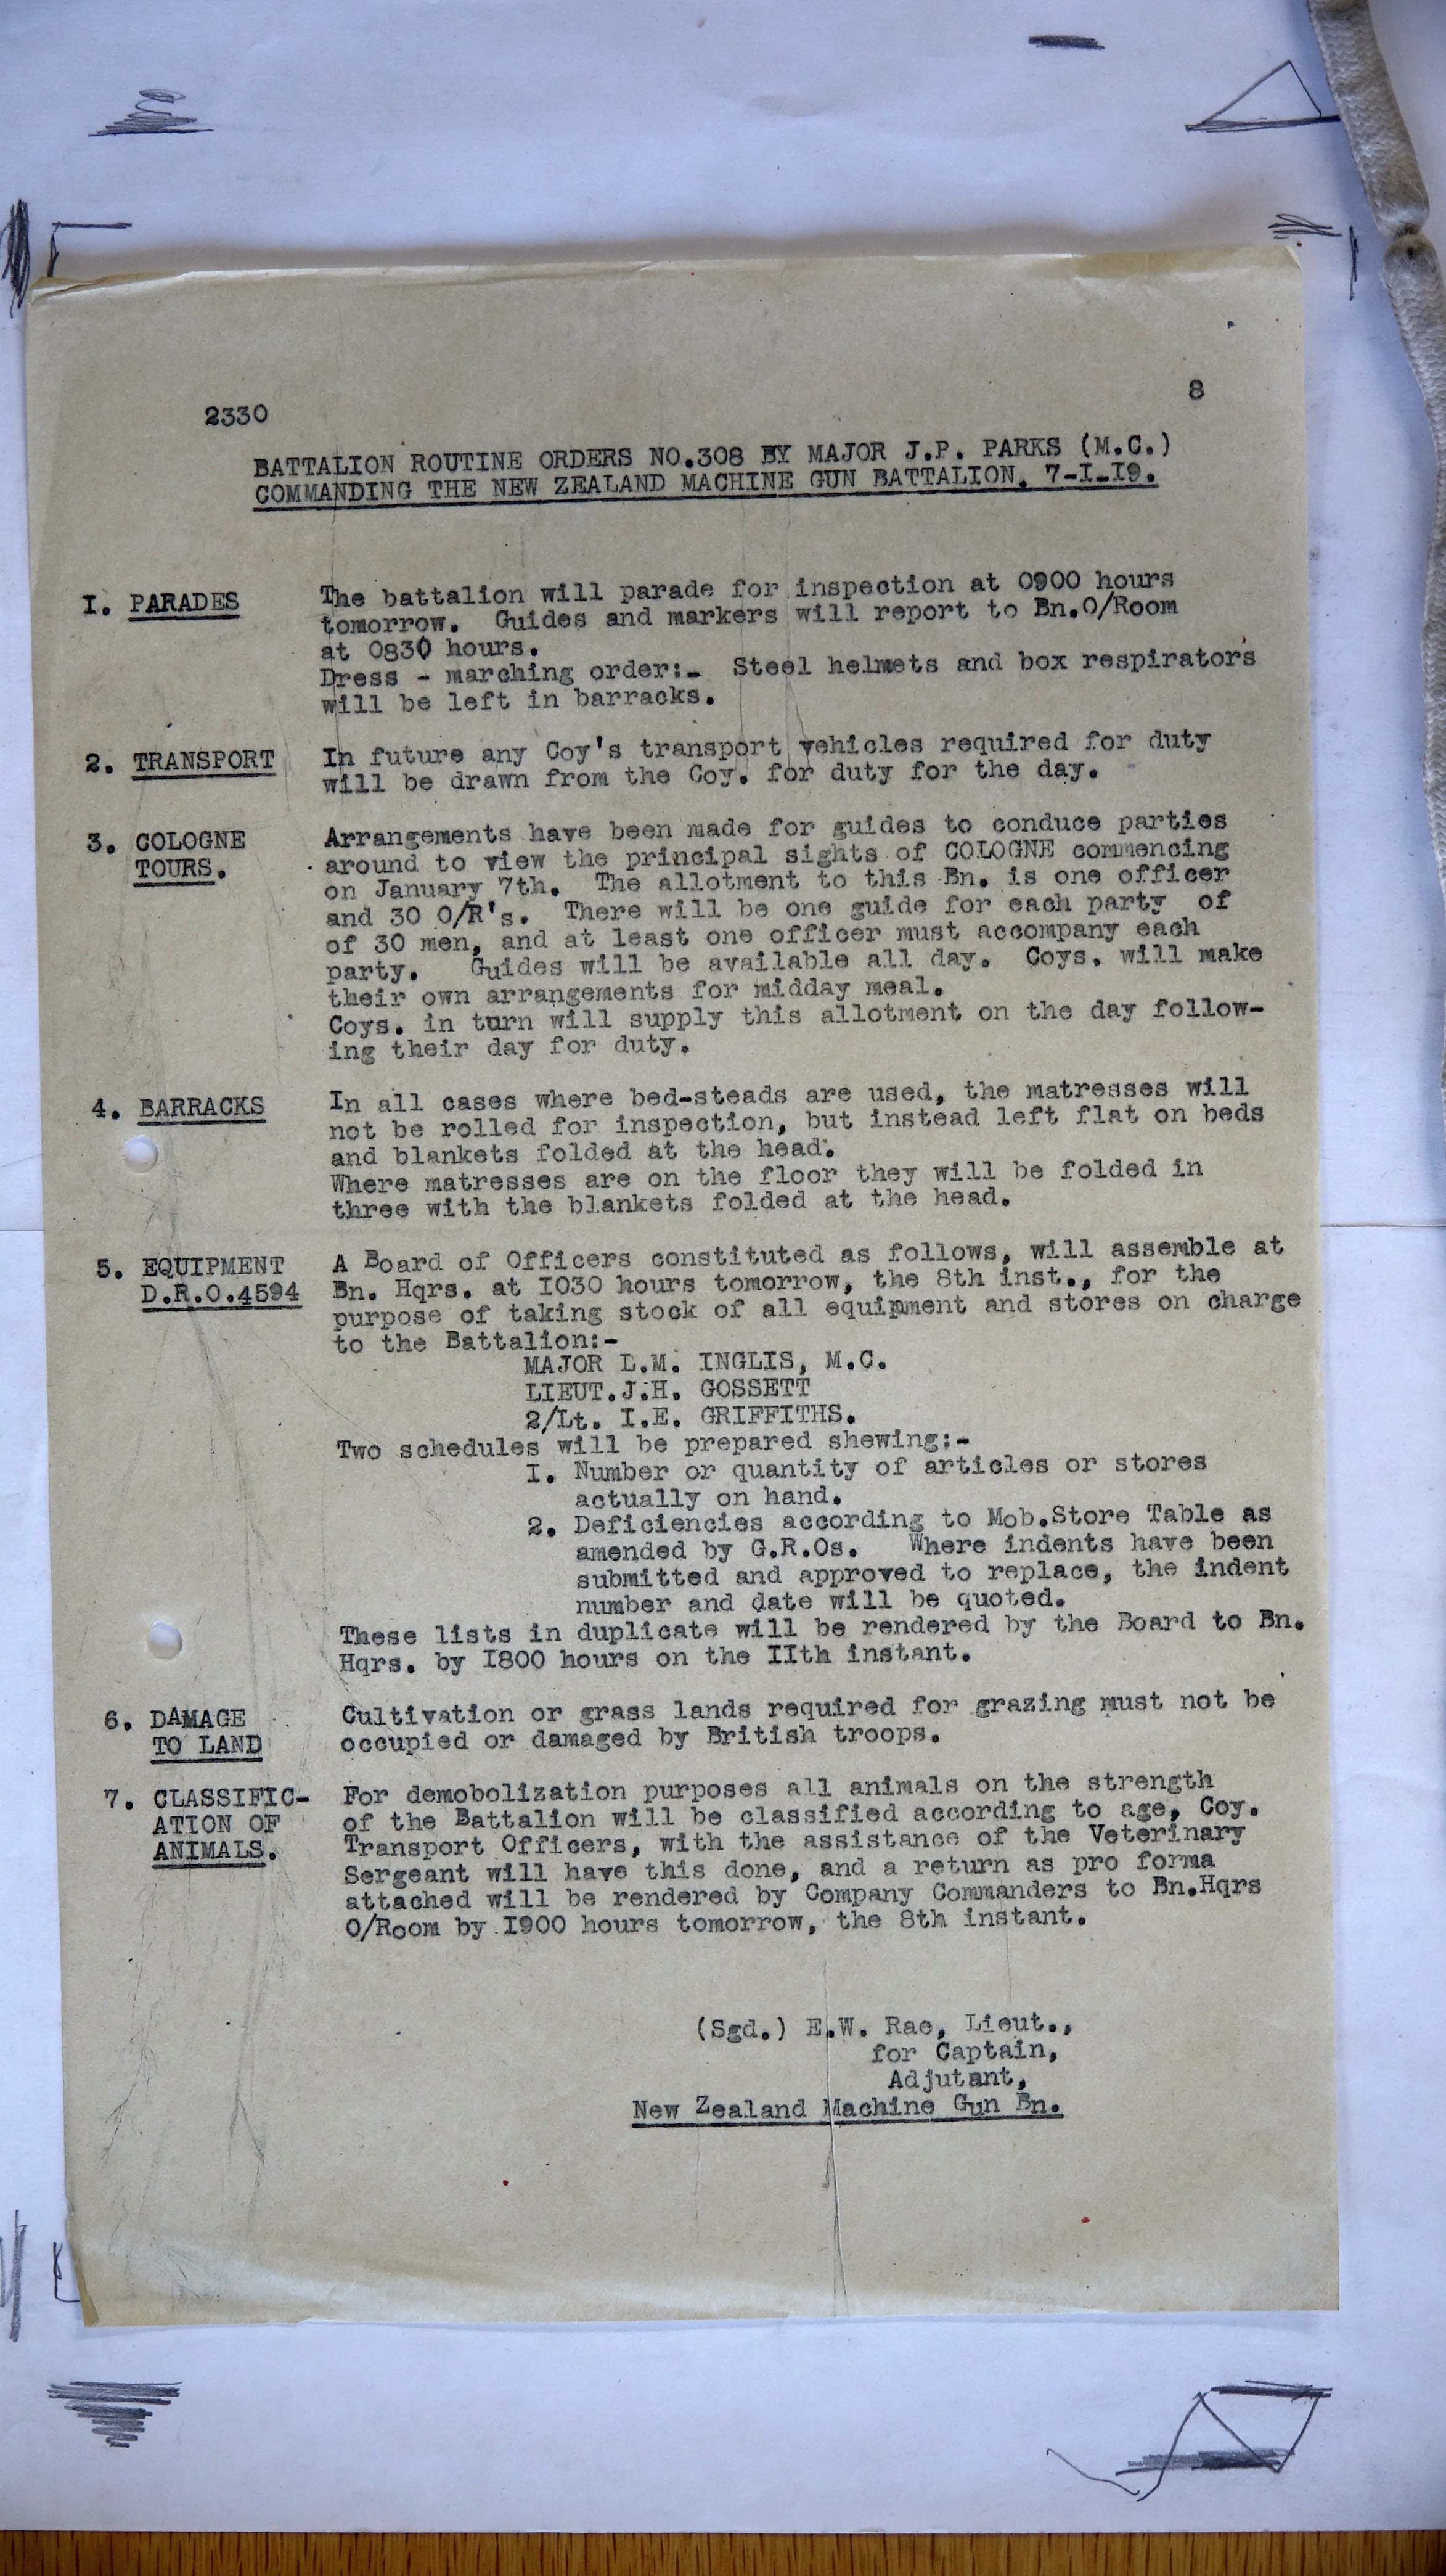 8
2330
BATTALION ROUTINE ORDERS NO.308 BY MAJOR J.P. PARKS (M.C.)
COMMANDING THE NEW ZEALAND MACHINE GUN BATTALION. 7-I-I9.
I. PARADES The battalion will parade for inspection at 0900 hours
tomorrow. Guides and markers will report to Bn.O/Room
at 0830 hours.
Dress - marching order:- Steel helmets and box respirators
will be left in barracks.
2. TRANSPORT In future any Coy's transport vehicles required for duty
will be drawn from the Coy. for duty for the day.
3. COLOGNE Arrangements have been made for guides to conduce parties
TOURS. around to view the principal sights of COLOGNE commencing
on January 7th. The allotment to this Bn. is one officer
and 30 O/R's. There will be one guide for each party of
of 30 men, and at least one officer must accompany each
party. Guides will be available all day. Coys. will make
their own arrangements for midday meal.
Coys. in turn will supply this allotment on the day follow-
ing their day for duty.
4. BARRACKS In all cases where bed-steads are used, the matresses will
not be rolled for inspection, but instead left flat on beds
and blankets folded at the head.
Where matresses are on the floor they will be folded in
three with the blankets folded at the head.
5. EQUIPMENT A Board of Officers constituted as follows, will assemble at
D.R.O.4594 Bn. Hqrs. at I030 hours tomorrow, the 8th inst., for the
purpose of taking stock of all equipment and stores on charge
to the Battalion:-
MAJOR L.M. INGLIS, M.C.
LIEUT.J.H. GOSSETT
2/Lt. I.E. GRIFFITHS.
Two schedules will be prepared shewing:-
I. Number or quantity of articles or stores
actually on hand.
2. Deficiencies according to Mob.Store Table as
amended by G.R.Os. Where indents have been
submitted and approved to replace, the indent
number and date will be quoted.
These lists in duplicate will be rendered by the Board to Bn.
Hqrs. by I800 hours on the IIth instant.
6. DAMAGE Cultivation or grass lands required for grazing must not be
TO LAND occupied or damaged by British troops.
7. CLASSIFIC- For demobolization purposes all animals on the strength
ATION OF of the Battalion will be classified according to age, Coy.
ANIMALS. Transport Officers, with the assistance of the Veterinary
Sergeant will have this done, and a return as pro forma
attached will be rendered by Company Commanders to Bn.Hqrs
O/Room by I900 hours tomorrow, the 8th instant.
(Sgd.) E.W. Rae, Lieut.,
for Captain,
Adjutant,
New Zealand Machine Gun Bn.